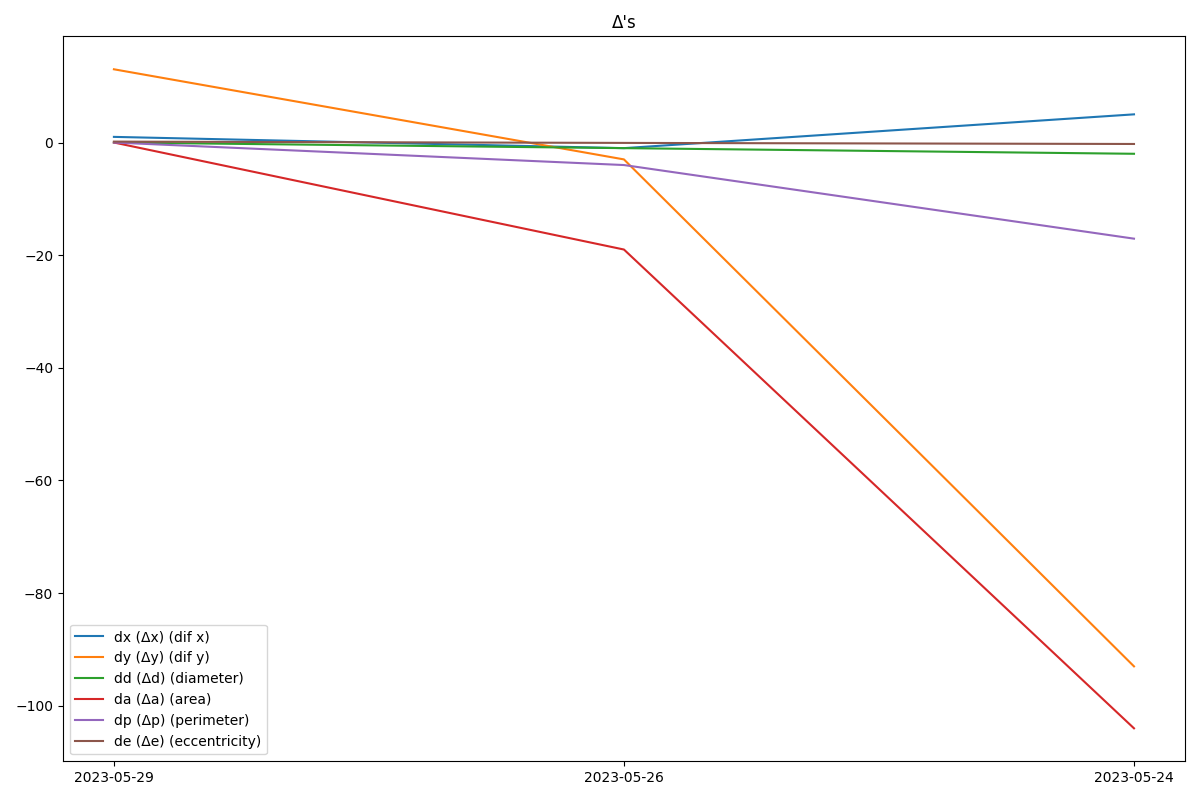 Δ's
0
−20
−40
−60
−80
−100
dx (Δx) (dif x)
dy (Δy) (dif y)
dd (Δd) (diameter)
da (Δa) (area)
dp (Δp) (perimeter)
de (Δe) (eccentricity)
2023-05-29 2023-05-26 2023-05-24